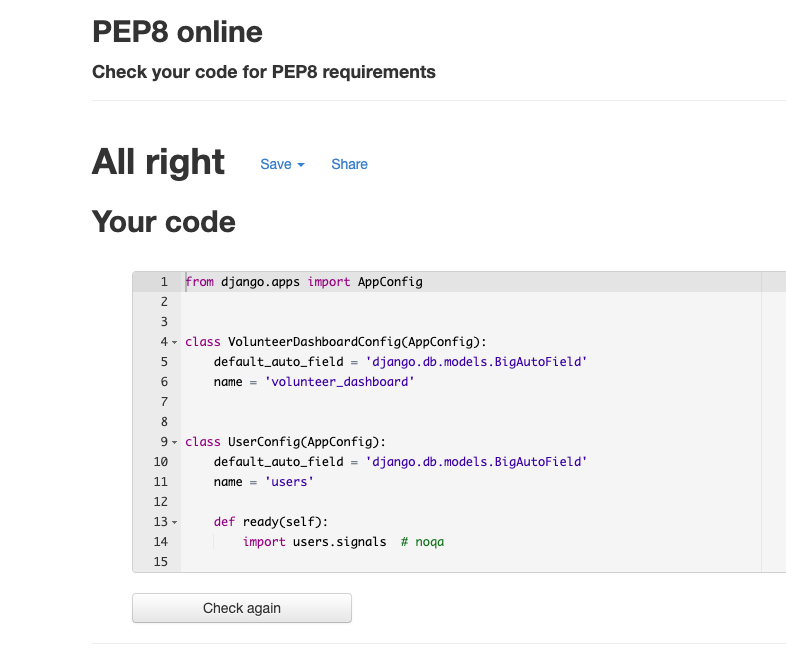 PEP8 online
Check your code for PEP8 requirements
All right Save Share
Your code
1 from django.apps import AppConfig
2
3
4 class VolunteerDashboardConfig(AppConfig):
5     default_auto_field = 'django.db.models.BigAutoField'
6     name = 'volunteer_dashboard'
7
8
9 class UserConfig(AppConfig):
10     default_auto_field = 'django.db.models.BigAutoField'
11     name = 'users'
12
13     def ready(self):
14         import users.signals  # noqa
15
Check again